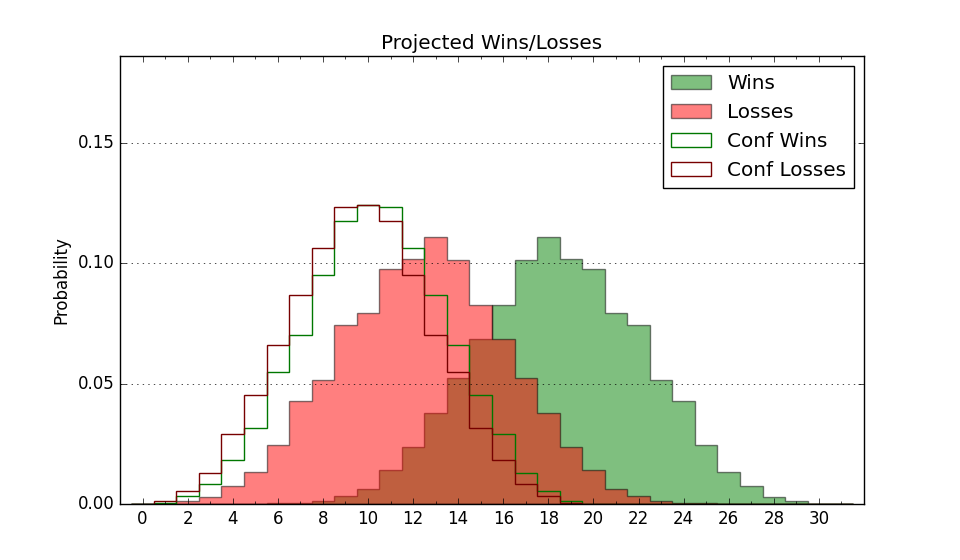 Projected Wins/Losses
Wins
Losses
Conf Wins
Conf Losses
Probability
0.15
0.10
0.05
0.00
0 2 4 6 8 10 12 14 16 18 20 22 24 26 28 30